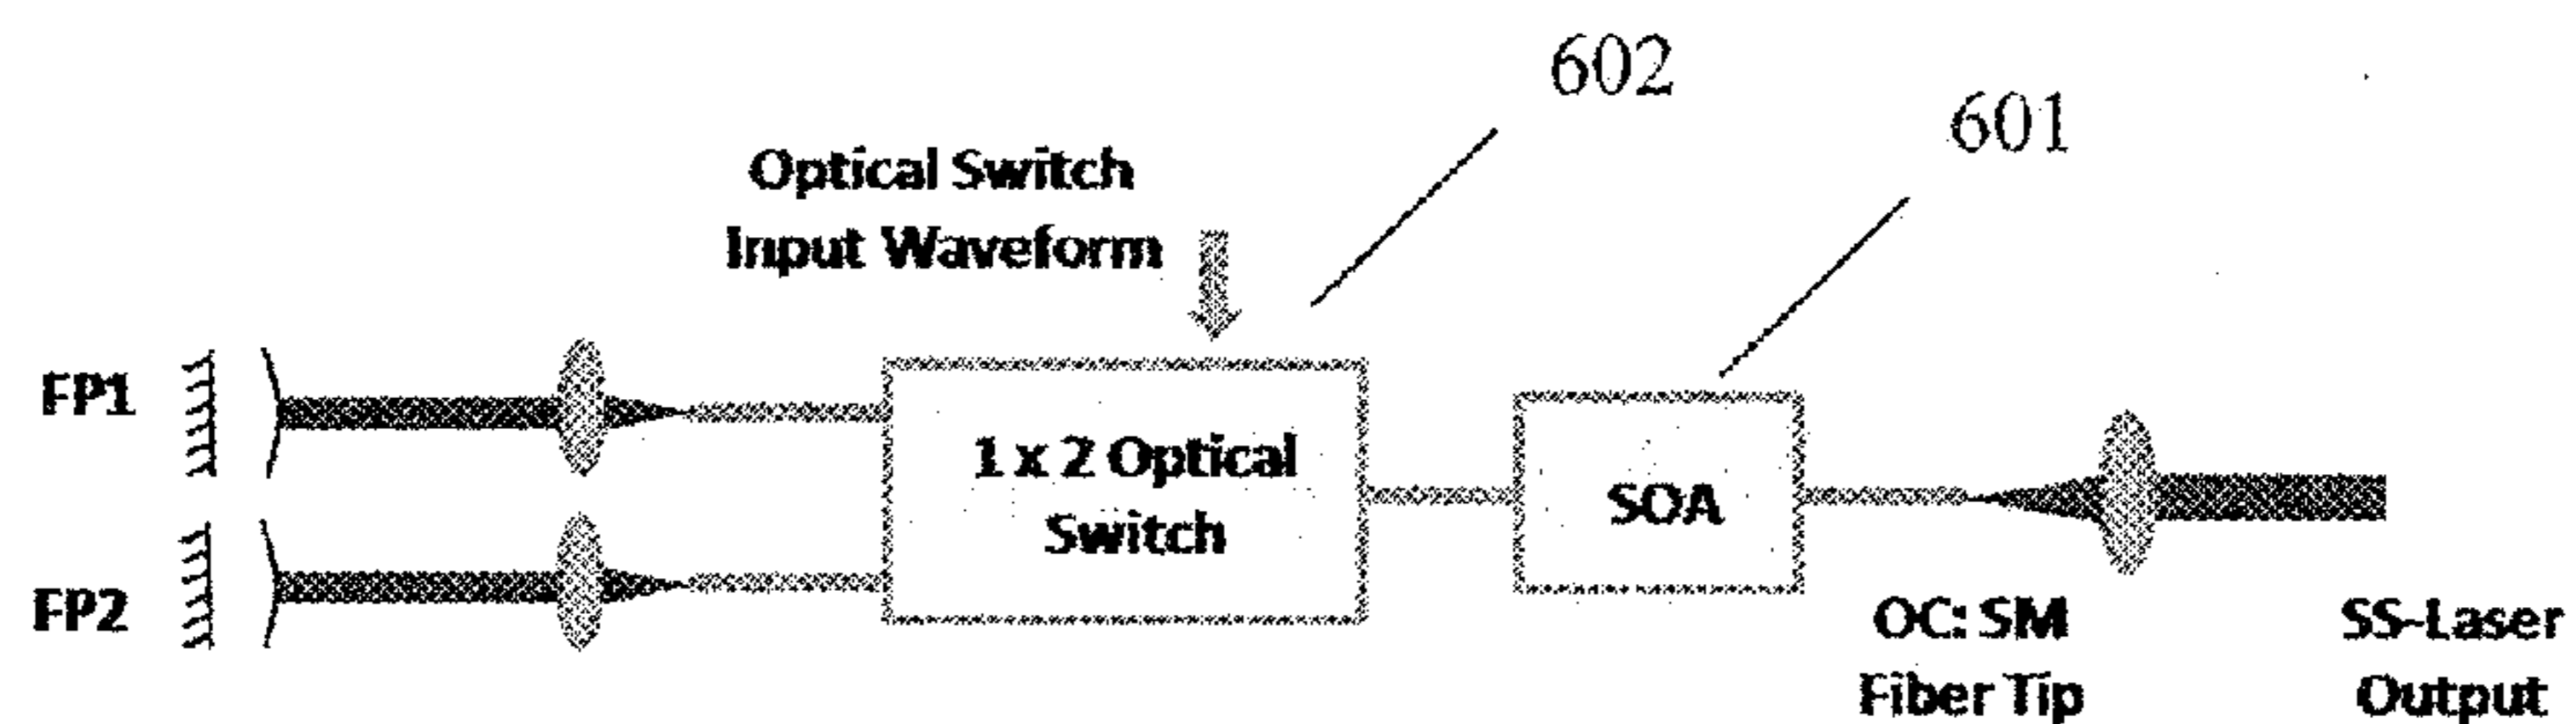 602
601
Optical Switch
Input Waveform
FP1
1 x 2 Optical
Switch
SOA
FP2
OC: SM
Fiber Tip
SS-Laser
Output